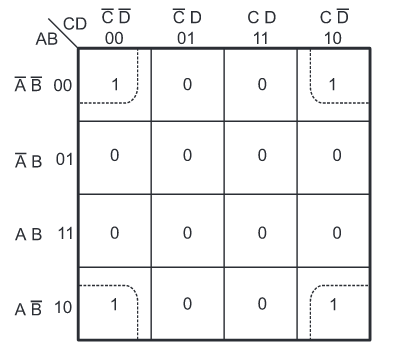 C̅ D̅ C̅ D C D C D̅
CD 00 01 11 10
AB
A̅ B̅ 00 1 0 0 1
A̅ B 01 0 0 0 0
A B 11 0 0 0 0
A B̅ 10 1 0 0 1